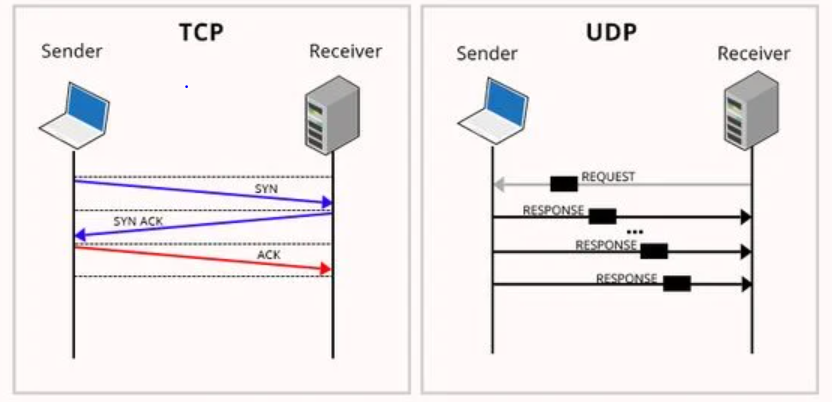 TCP
Sender
Receiver
SYN
SYN ACK
ACK
UDP
Sender
Receiver
REQUEST
RESPONSE
...
RESPONSE
RESPONSE